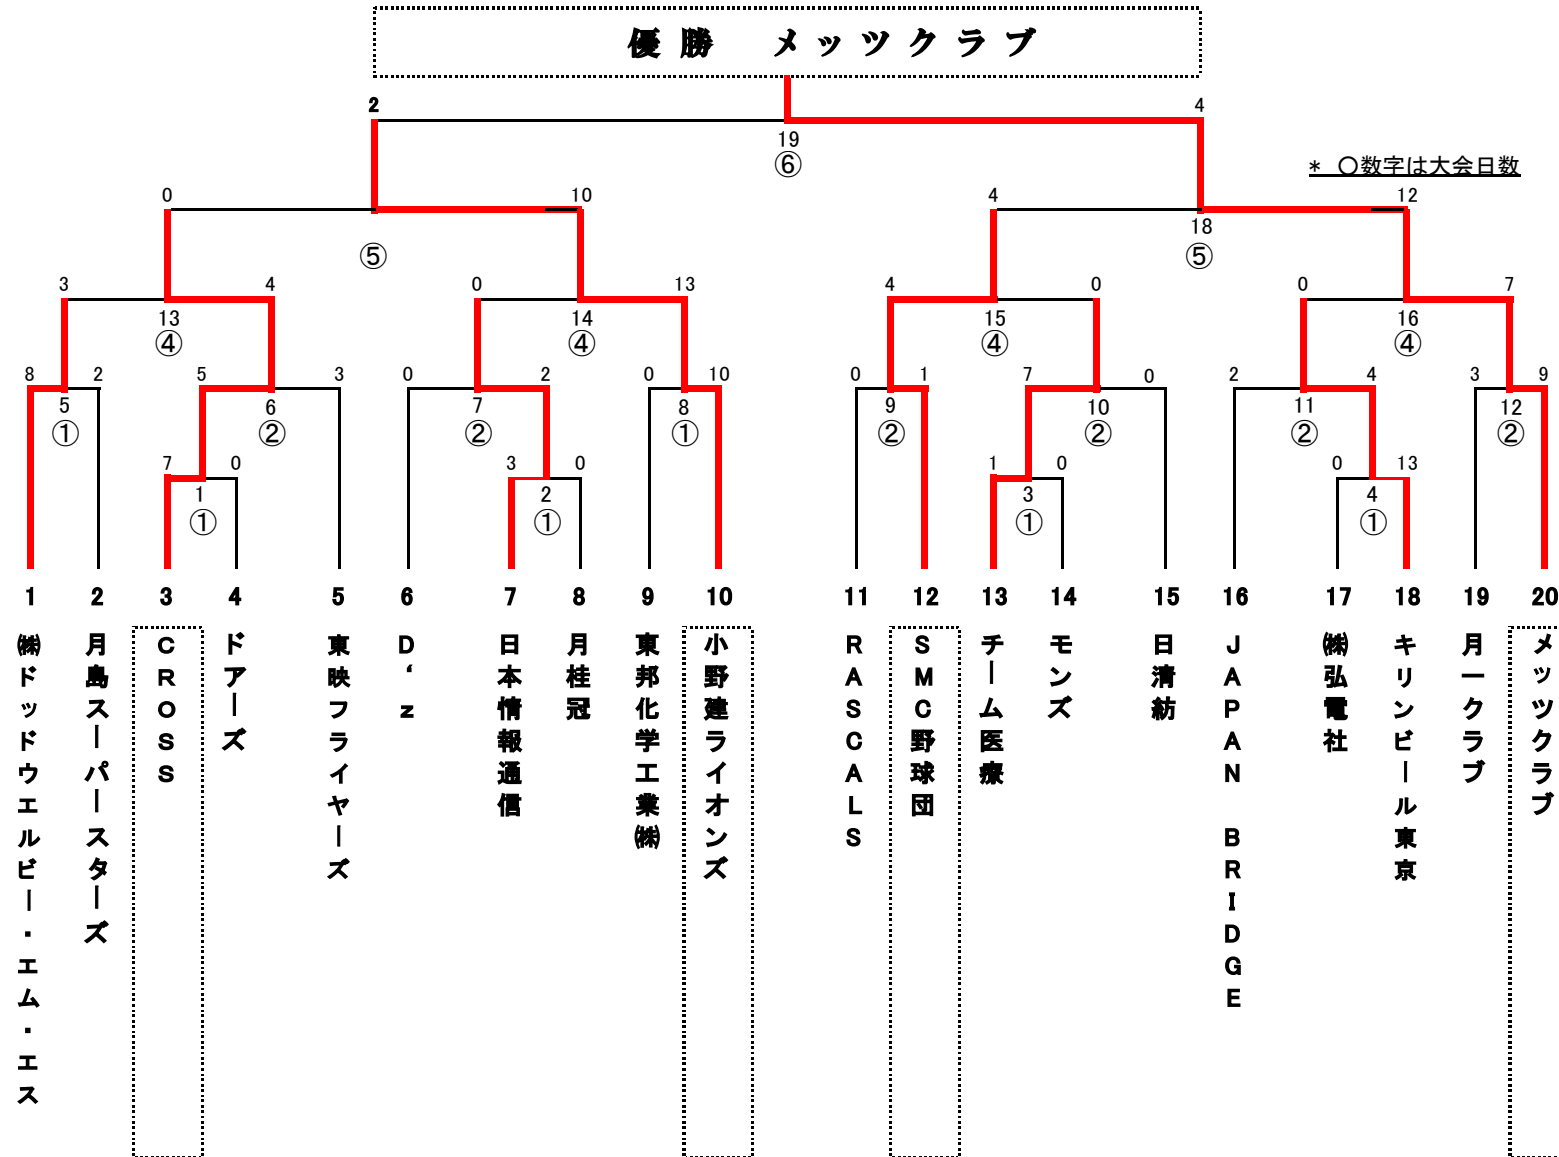 優勝　メッツクラブ
2 4
19
⑥
* ○数字は大会日数
0 10 4 12
18
⑤ ⑤
3 4 0 13 4 0 0 7
13 14 15 16
④ ④ ④ ④
8 2 5 3 0 2 0 10 0 1 7 0 2 4 3 9
5 6 7 8 9 10 11 12
① ② ② ① ② ② ② ②
7 0 3 0 1 0 0 13
1 2 3 4
① ① ① ①
1 2 3 4 5 6 7 8 9 10 11 12 13 14 15 16 17 18 19 20
㈱ドッドウエルビー・エム・エス
月島スーパースターズ
CROSS
ドアーズ
東映フライヤーズ
D‘z
日本情報通信
月桂冠
東邦化学工業㈱
小野建ライオンズ
RASCALS
SMC野球団
チーム医療
モンズ
日清紡
JAPAN BRIDGE
㈱弘電社
キリンビール東京
月一クラブ
メッツクラブ